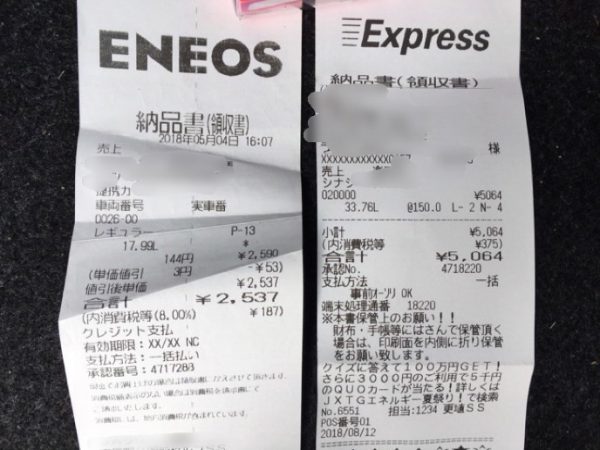 ENEOS
納品書(領収書)
2018年05月04日 16:07
売上
提携カ
車両番号 実車番
0026-00
レギュラー P-13
17.99L *
144円 ¥2,590
(単価値引 3円 -¥53)
値引後単価 ¥2,537
合計 ¥2,537
(内消費税等(8.00%) ¥187)
クレジット支払
有効期限: XX/XX NC
支払方法: 一括払い
承認番号: 4717203
Express
納品書(領収書)
様
売上
シナジ
020000 ¥5064
33.76L @150.0 L- 2 N- 4
小計 ¥5,064
(内消費税等 ¥375)
合計 ¥5,064
承認No. 4718220
支払方法 一括
事前オーソリ OK
端末処理通番 18220
※本書保管上のお願い!!
財布・手帳等にはさんで保管頂く
場合は、印刷面を内側に折り保管
をお願い致します。
クイズに答えて100万円GET!
さらに3000円のご利用で5千円
のQUOカードが当たる!詳しくは
JXTGエネルギー夏祭り!で検索
No.6551 担当:1234 更埴SS
POS番号01
2018/08/12